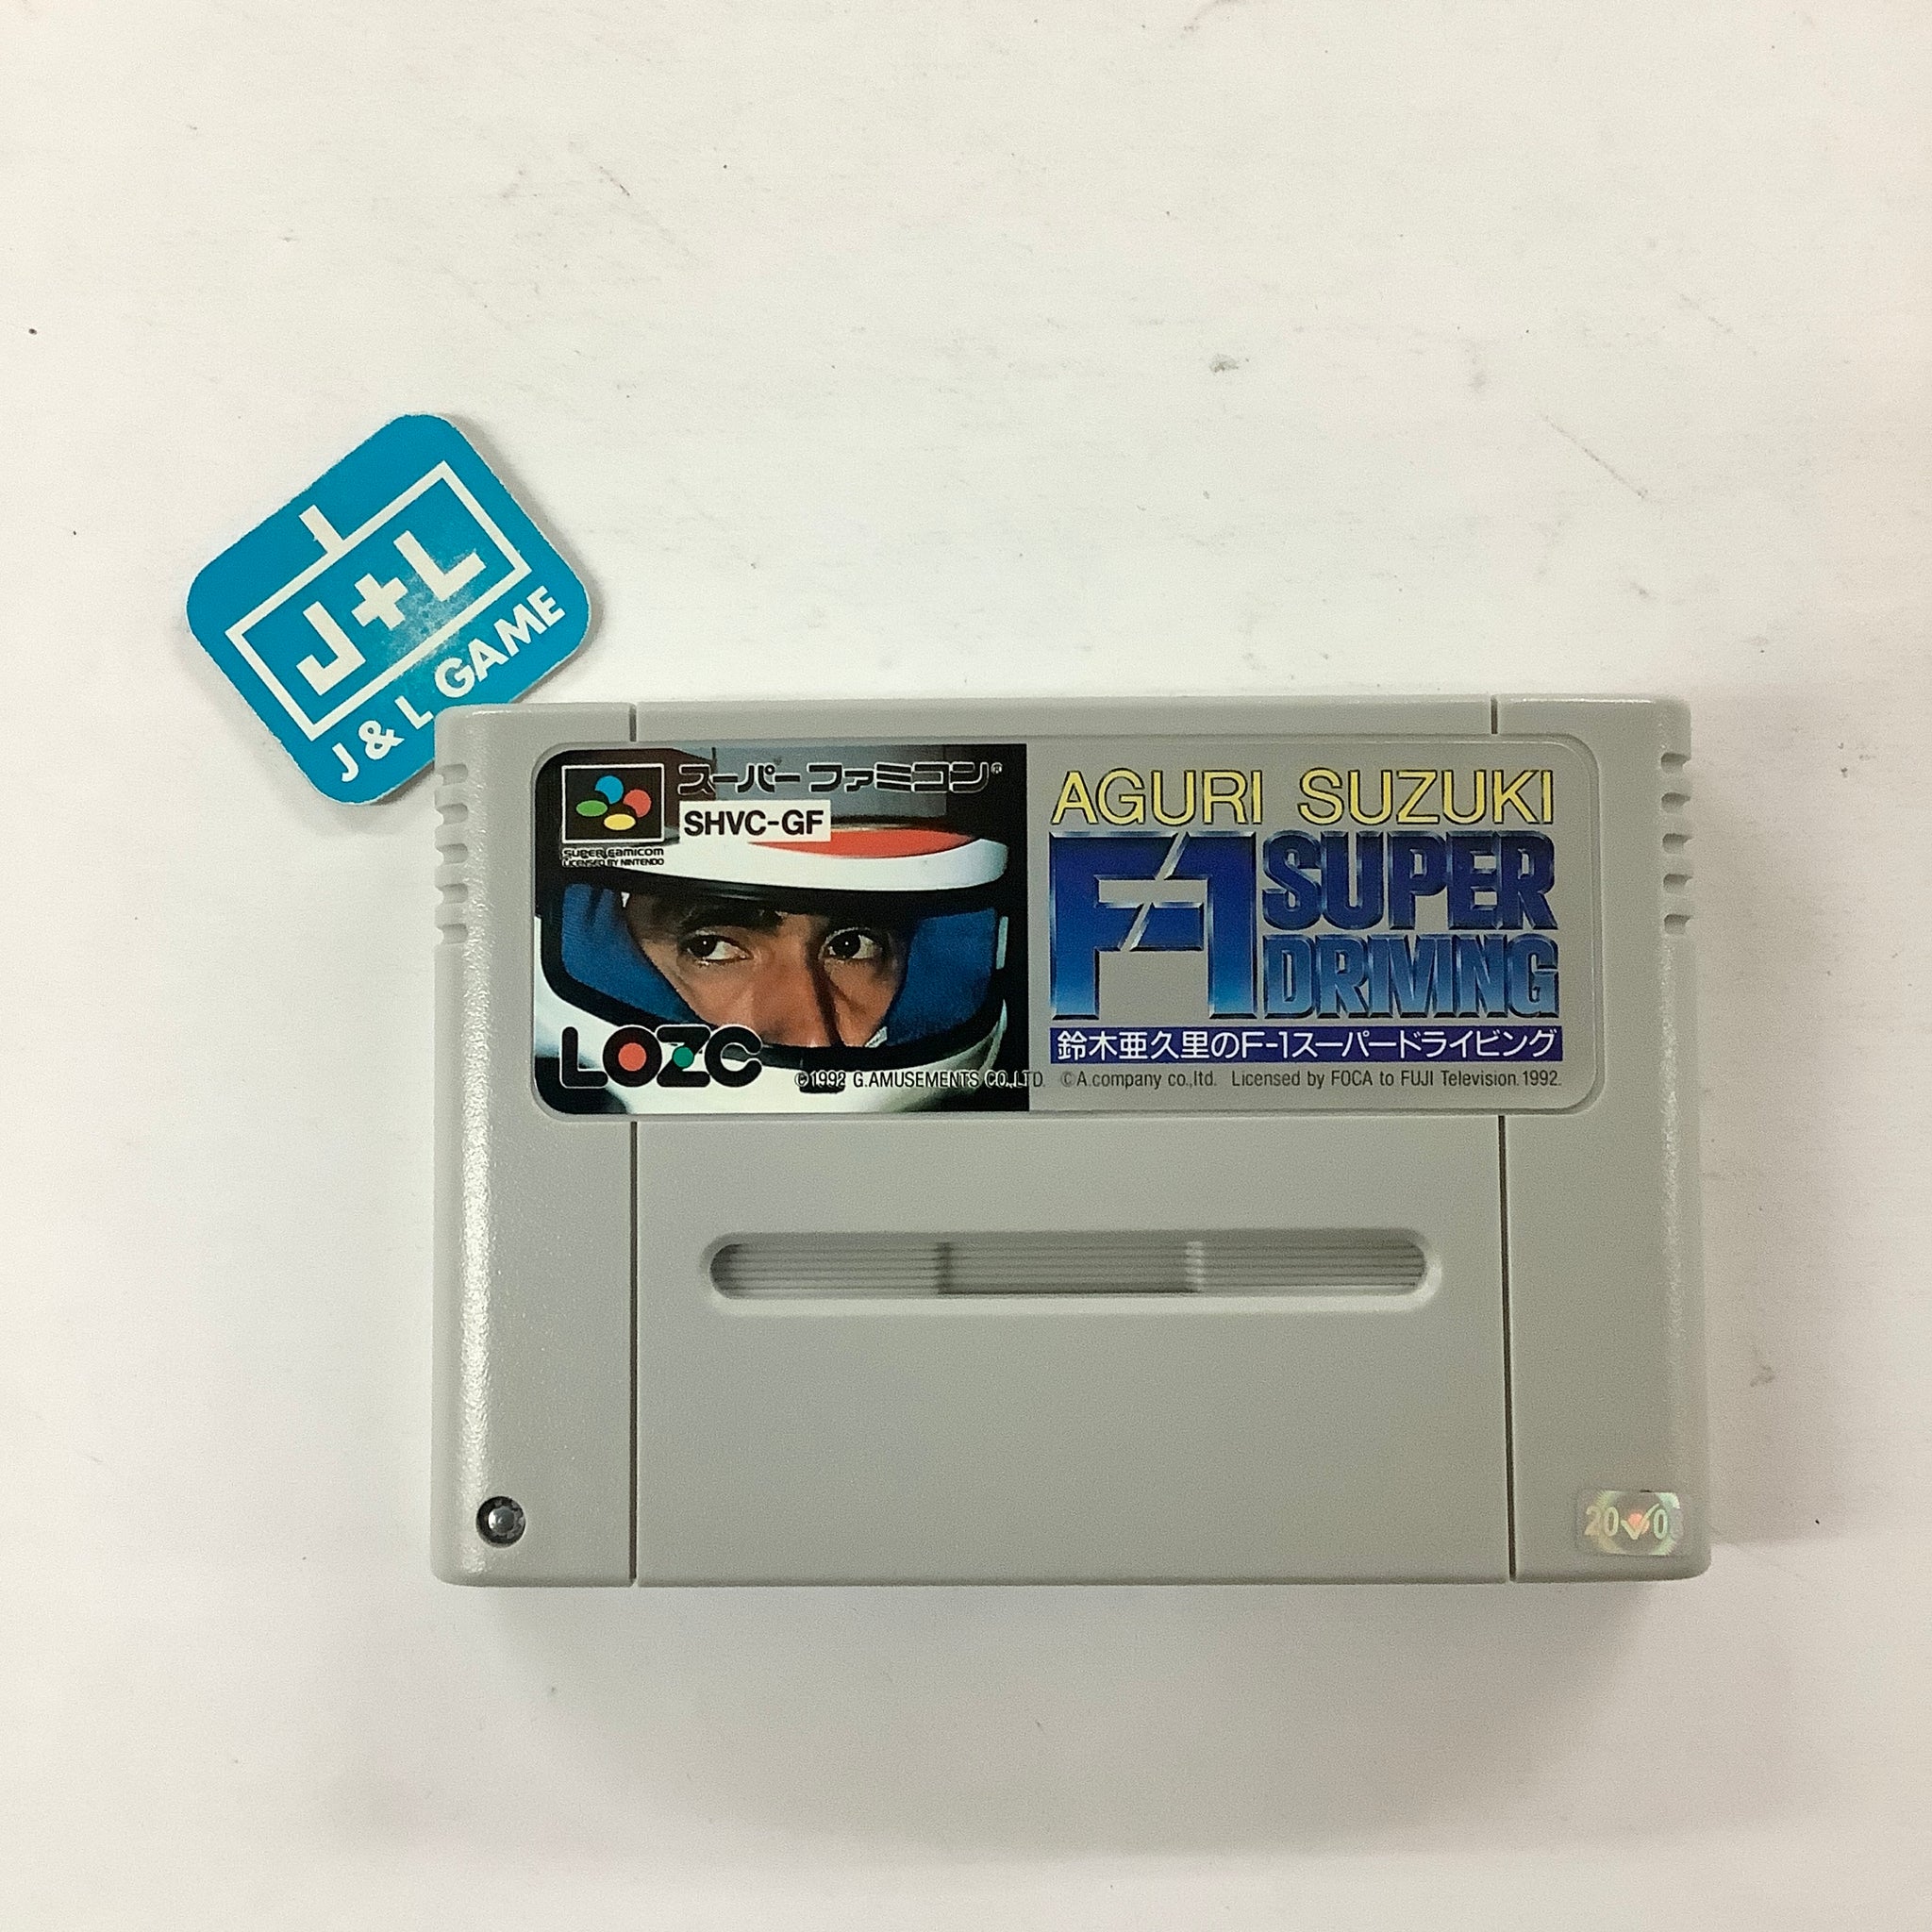 J+L
J & L GAME
スーパーファミコン®
SHVC-GF
SUPER Famicom
LICENSED BY NINTENDO
AGURI SUZUKI
F-1 SUPER
DRIVING
鈴木亜久里のF-1スーパードライビング
LOZC
©1992 G.AMUSEMENTS CO.,LTD. ©A.company co.,ltd. Licensed by FOCA to FUJI Television.1992.